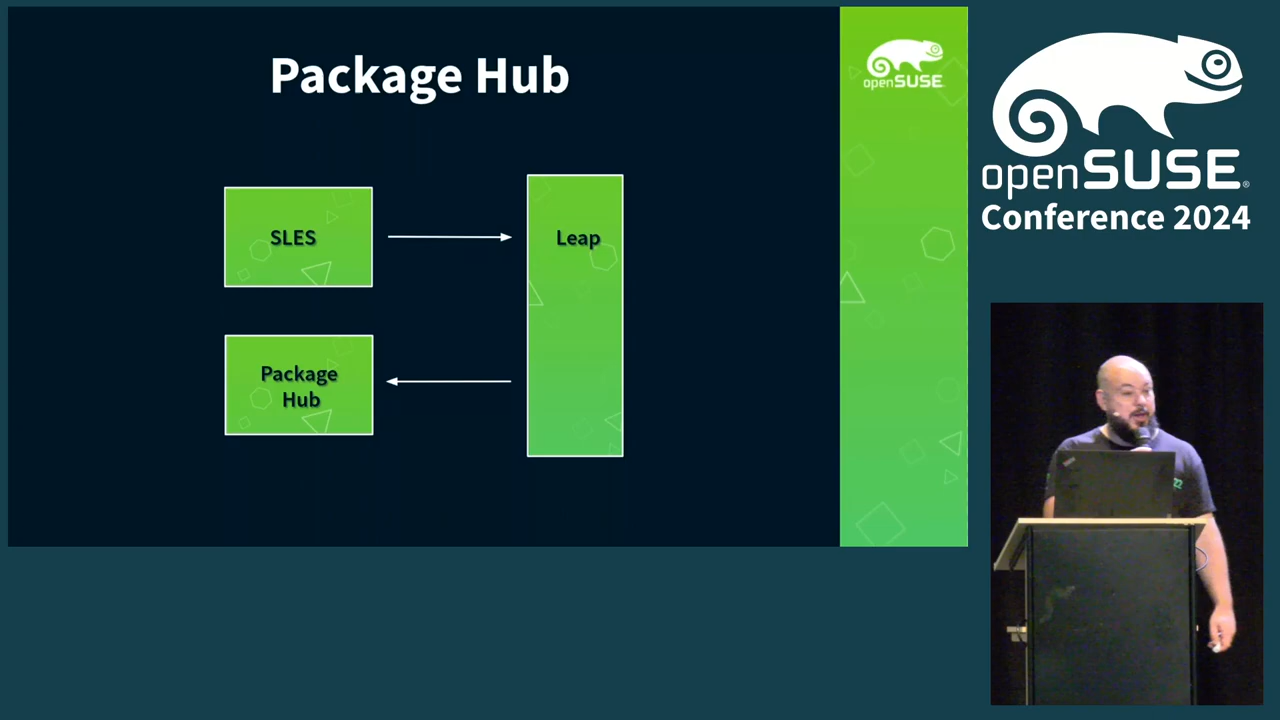 Package Hub
SLES
Leap
Package
Hub
openSUSE
openSUSE
Conference 2024